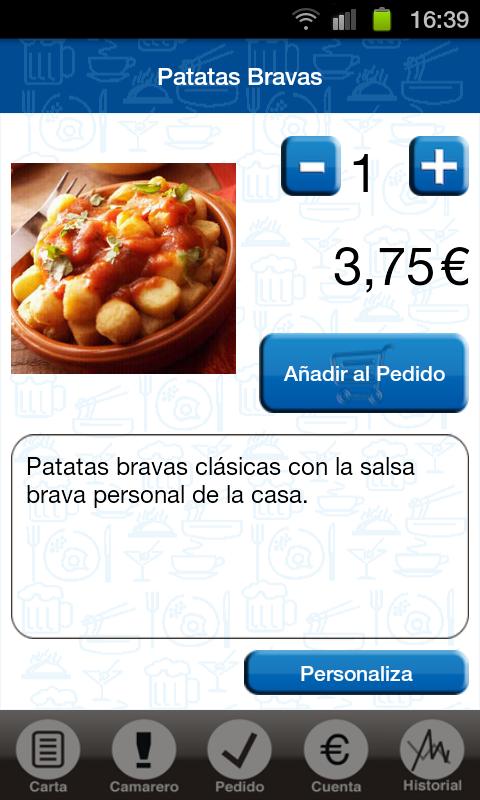 16:39
Patatas Bravas
1
3,75€
Añadir al Pedido
Patatas bravas clásicas con la salsa
brava personal de la casa.
Personaliza
Carta
Camarero
Pedido
Cuenta
Historial